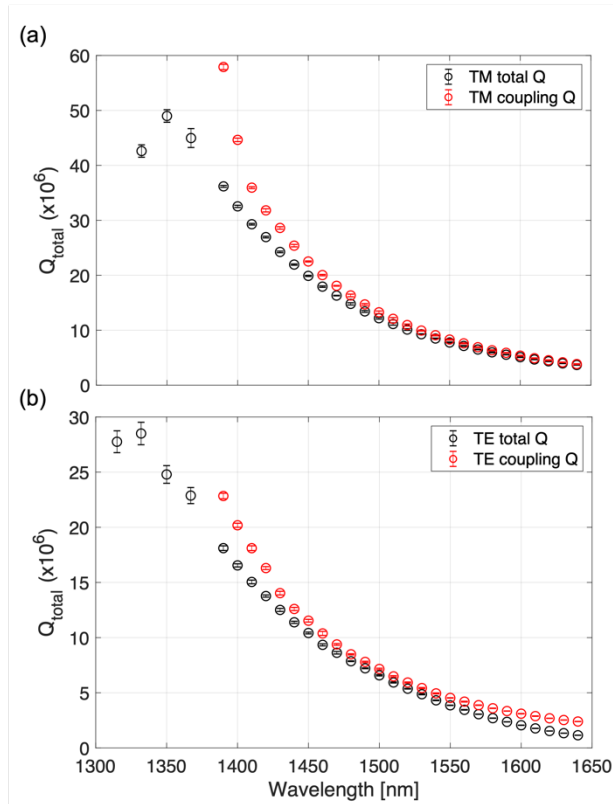 (a)
60
50
40
30
20
10
0
Q_total (x10^6)
TM total Q
TM coupling Q
(b)
30
25
20
15
10
5
0
Q_total (x10^6)
TE total Q
TE coupling Q
1300 1350 1400 1450 1500 1550 1600 1650
Wavelength [nm]